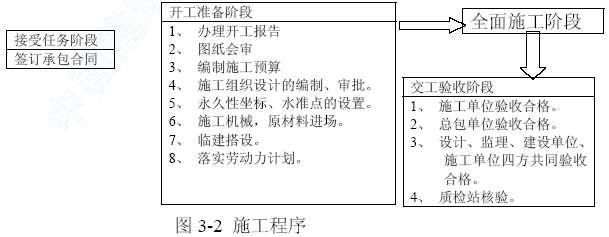 接受任务阶段
签订承包合同
开工准备阶段
1、 办理开工报告
2、 图纸会审
3、 编制施工预算
4、 施工组织设计的编制、审批。
5、 永久性坐标、水准点的设置。
6、 施工机械，原材料进场。
7、 临建搭设。
8、 落实劳动力计划。
全面施工阶段
交工验收阶段
1、 施工单位验收合格。
2、 总包单位验收合格。
3、 设计、监理、建设单位、
施工单位四方共同验收
合格。
4、 质检站核验。
图 3-2 施工程序